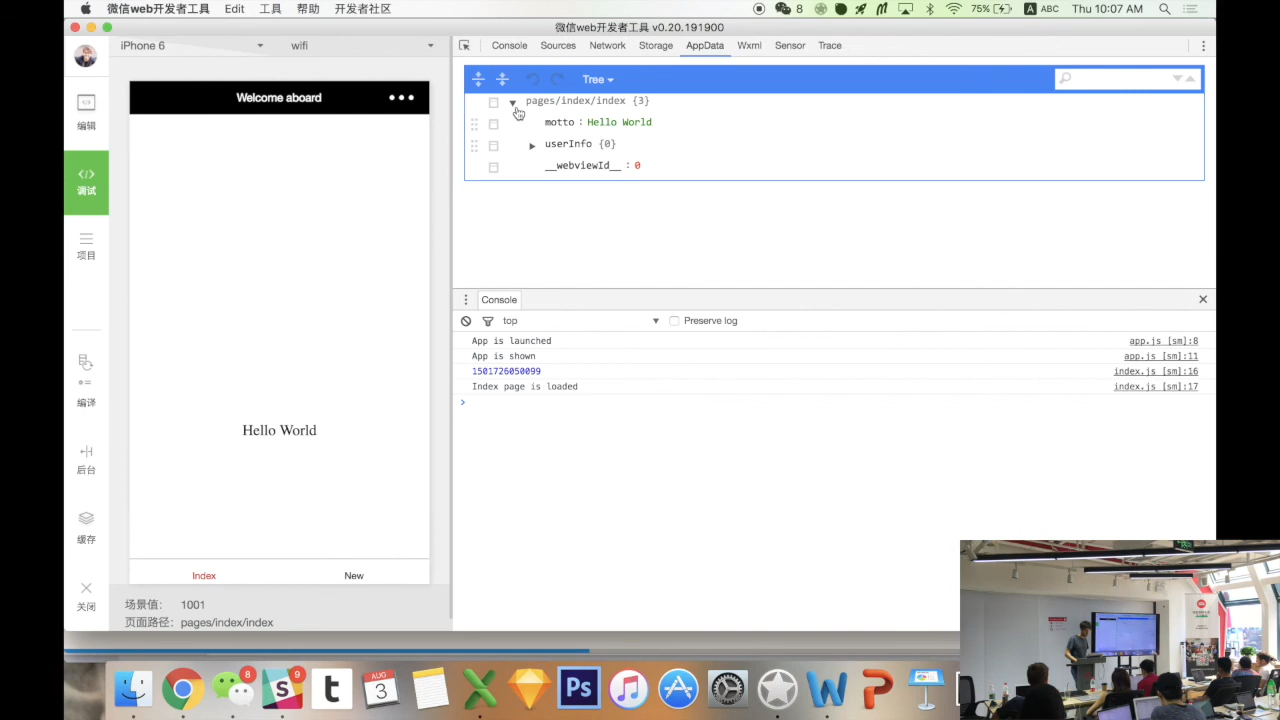 微信web开发者工具 Edit 工具 帮助 开发者社区 8 75% A ABC Thu 10:07 AM
微信web开发者工具 v0.20.191900
iPhone 6 wifi
Console Sources Network Storage AppData Wxml Sensor Trace
Welcome aboard
Tree
pages/index/index {3}
motto : Hello World
userInfo {0}
__webviewId__ : 0
编辑
调试
项目
编译
后台
缓存
关闭
Console
top Preserve log
App is launched app.js [sm]:8
App is shown app.js [sm]:11
1501726050099 index.js [sm]:16
Index page is loaded index.js [sm]:17
>
Hello World
Index New
场景值: 1001
页面路径: pages/index/index
8
9
t
AUG
3
Ps